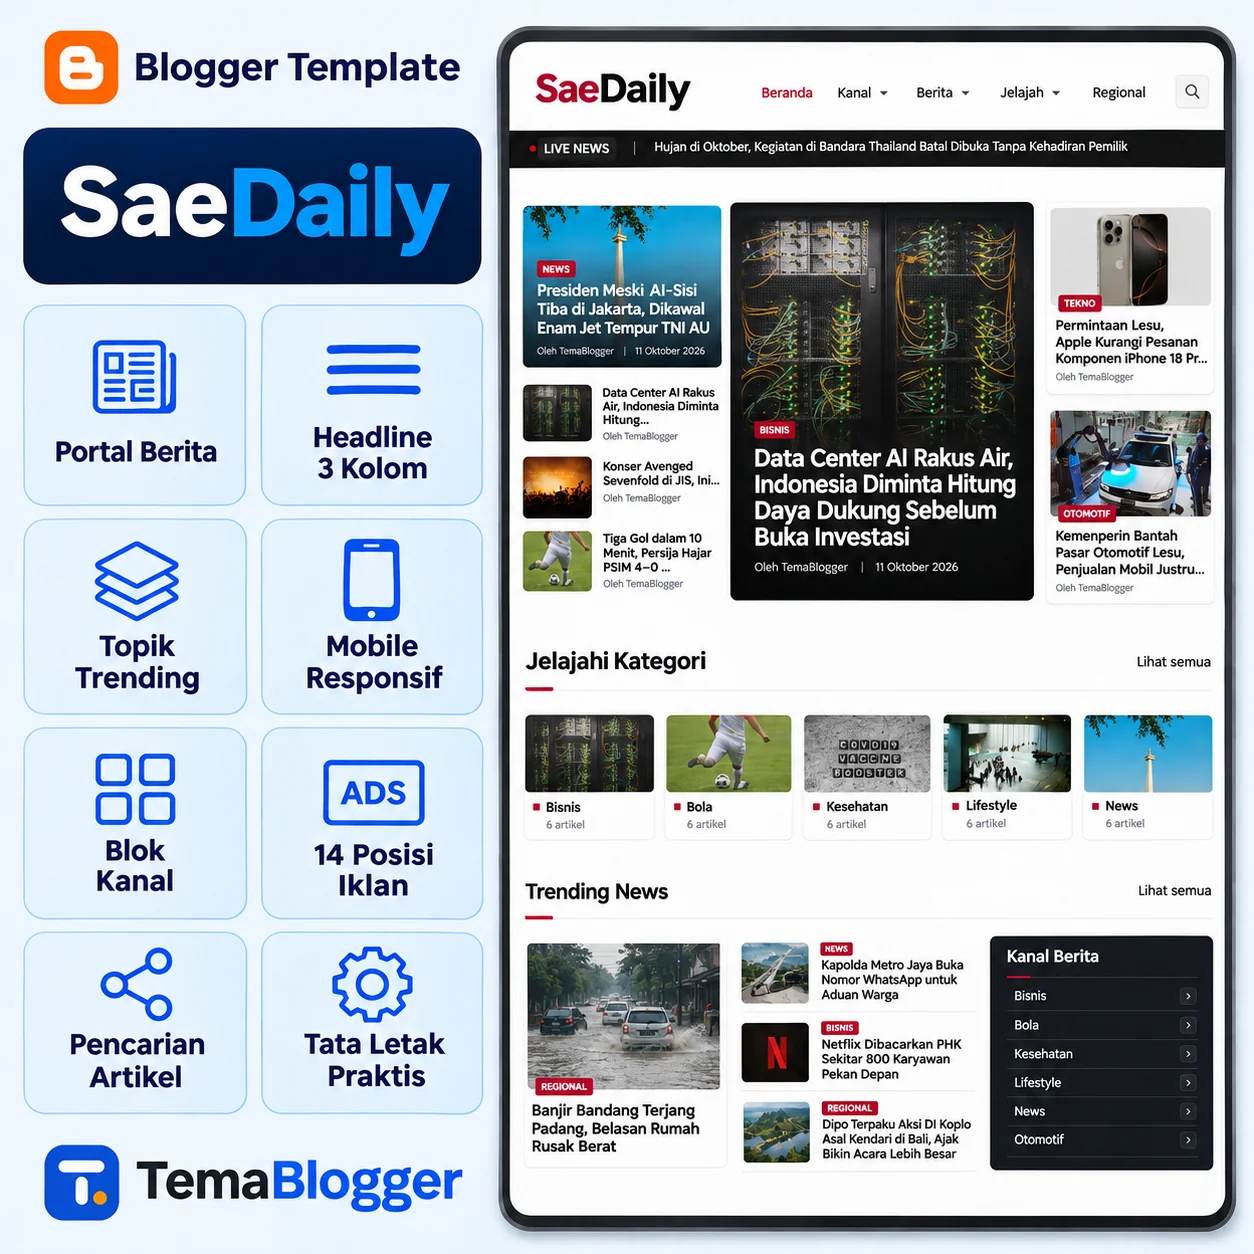 Blogger Template
SaeDaily
Portal Berita
Headline
3 Kolom
Topik
Trending
Mobile
Responsif
Blok
Kanal
ADS
14 Posisi
Iklan
Pencarian
Artikel
Tata Letak
Praktis
TemaBlogger
SaeDaily
Beranda Kanal Berita Jelajah Regional
LIVE NEWS | Hujan di Oktober, Kegiatan di Bandara Thailand Batal Dibuka Tanpa Kehadiran Pemilik
NEWS
Presiden Meski AI-Sisi
Tiba di Jakarta, Dikawal
Enam Jet Tempur TNI AU
Oleh TemaBlogger | 11 Oktober 2026
Data Center AI Rakus
Air, Indonesia Diminta
Hitung...
Oleh TemaBlogger
Konser Avenged
Sevenfold di JIS, Ini...
Oleh TemaBlogger
Tiga Gol dalam 10
Menit, Persija Hajar
PSIM 4–0 ...
Oleh TemaBlogger
BISNIS
Data Center AI Rakus Air,
Indonesia Diminta Hitung
Daya Dukung Sebelum
Buka Investasi
Oleh TemaBlogger | 11 Oktober 2026
TEKNO
Permintaan Lesu,
Apple Kurangi Pesanan
Komponen iPhone 18 Pr...
Oleh TemaBlogger
OTOMOTIF
Kemenperin Bantah
Pasar Otomotif Lesu,
Penjualan Mobil Justru...
Oleh TemaBlogger
Jelajahi Kategori
Lihat semua
Bisnis
6 artikel
Bola
6 artikel
COVD19
VACCNE
BOOSTER
Kesehatan
6 artikel
Lifestyle
6 artikel
News
6 artikel
Trending News
Lihat semua
REGIONAL
Banjir Bandang Terjang
Padang, Belasan Rumah
Rusak Berat
NEWS
Kapolda Metro Jaya Buka
Nomor WhatsApp untuk
Aduan Warga
N
BISNIS
Netflix Dibacarkan PHK
Sekitar 800 Karyawan
Pekan Depan
REGIONAL
Dipo Terpaku Aksi DI Koplo
Asal Kendari di Bali, Ajak
Bikin Acara Lebih Besar
Kanal Berita
Bisnis
Bola
Kesehatan
Lifestyle
News
Otomotif